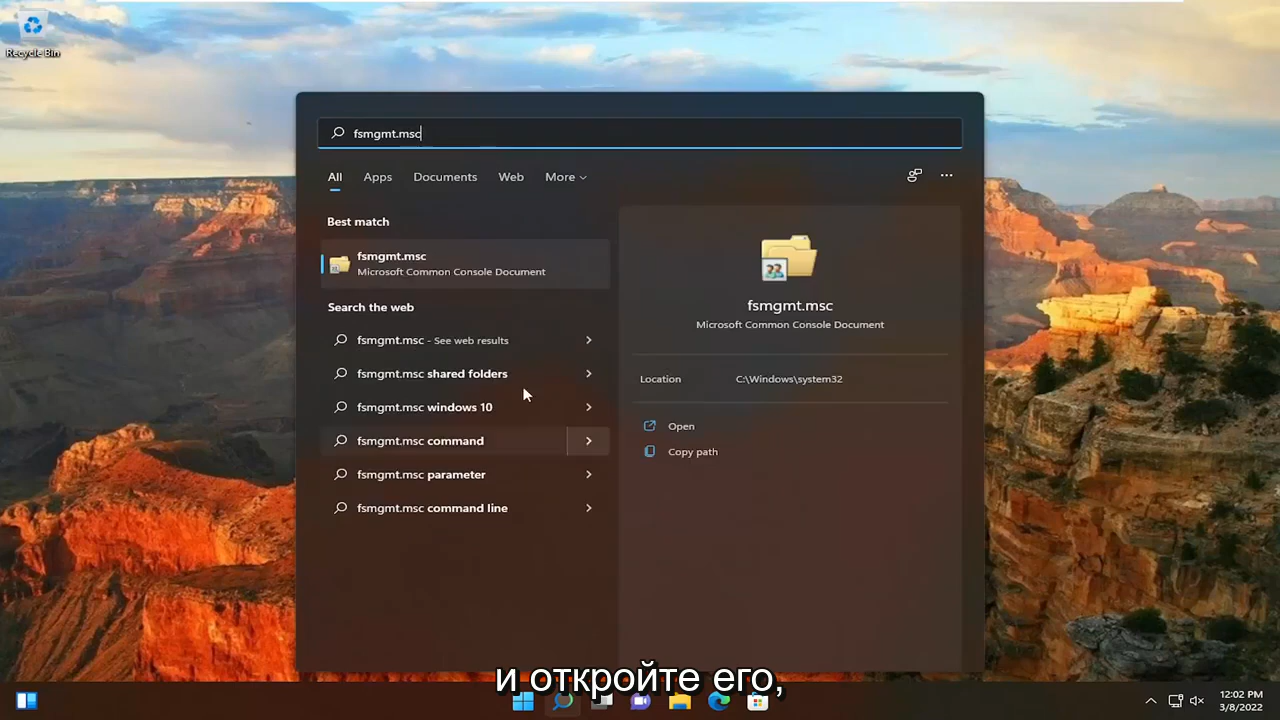 Recycle Bin
fsmgmt.msc
All Apps Documents Web More
Best match
fsmgmt.msc
Microsoft Common Console Document
Search the web
fsmgmt.msc - See web results
fsmgmt.msc shared folders
fsmgmt.msc windows 10
fsmgmt.msc command
fsmgmt.msc parameter
fsmgmt.msc command line
fsmgmt.msc
Microsoft Common Console Document
Location C:\Windows\system32
Open
Copy path
и откройте его,
12:02 PM
3/8/2022